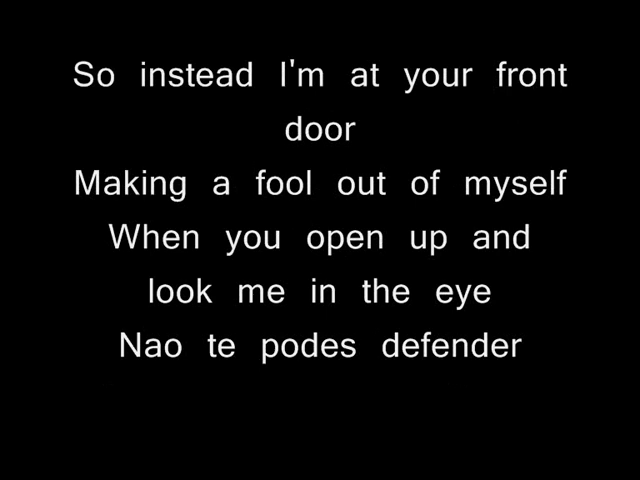 So instead I'm at your front
door
Making a fool out of myself
When you open up and
look me in the eye
Nao te podes defender